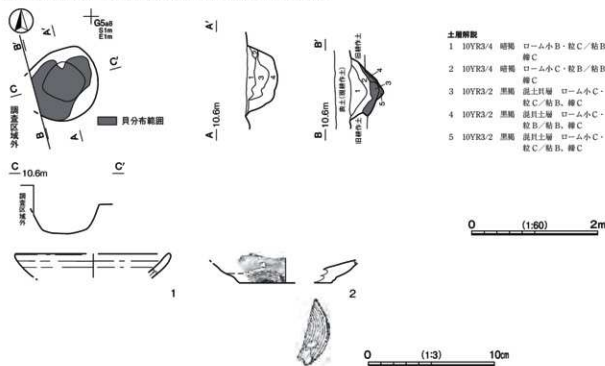 A'
G5a8
S1m
E1m
B'
C'
C
調査区域外
B
A
貝分布範囲
A'
1
2
3
4
A 10.6m
B'
旧耕作土
表土(現耕作土)
1
2
3
4
5
旧耕作土
B 10.6m
土層解説
1 10YR3/4 暗褐 ローム小B・粒C/粘B、締C
2 10YR3/4 暗褐 ローム小C・粒B/粘B、締C
3 10YR3/2 黒褐 混土貝層 ローム小C・粒C/粘B、締C
4 10YR3/2 黒褐 混貝土層 ローム小C・粒B/粘B、締C
5 10YR3/2 黒褐 混貝土層 ローム小C・粒C/粘B、締C
C 10.6m
C'
調査区域外
0 (1:60) 2m
1
2
0 (1:3) 10cm